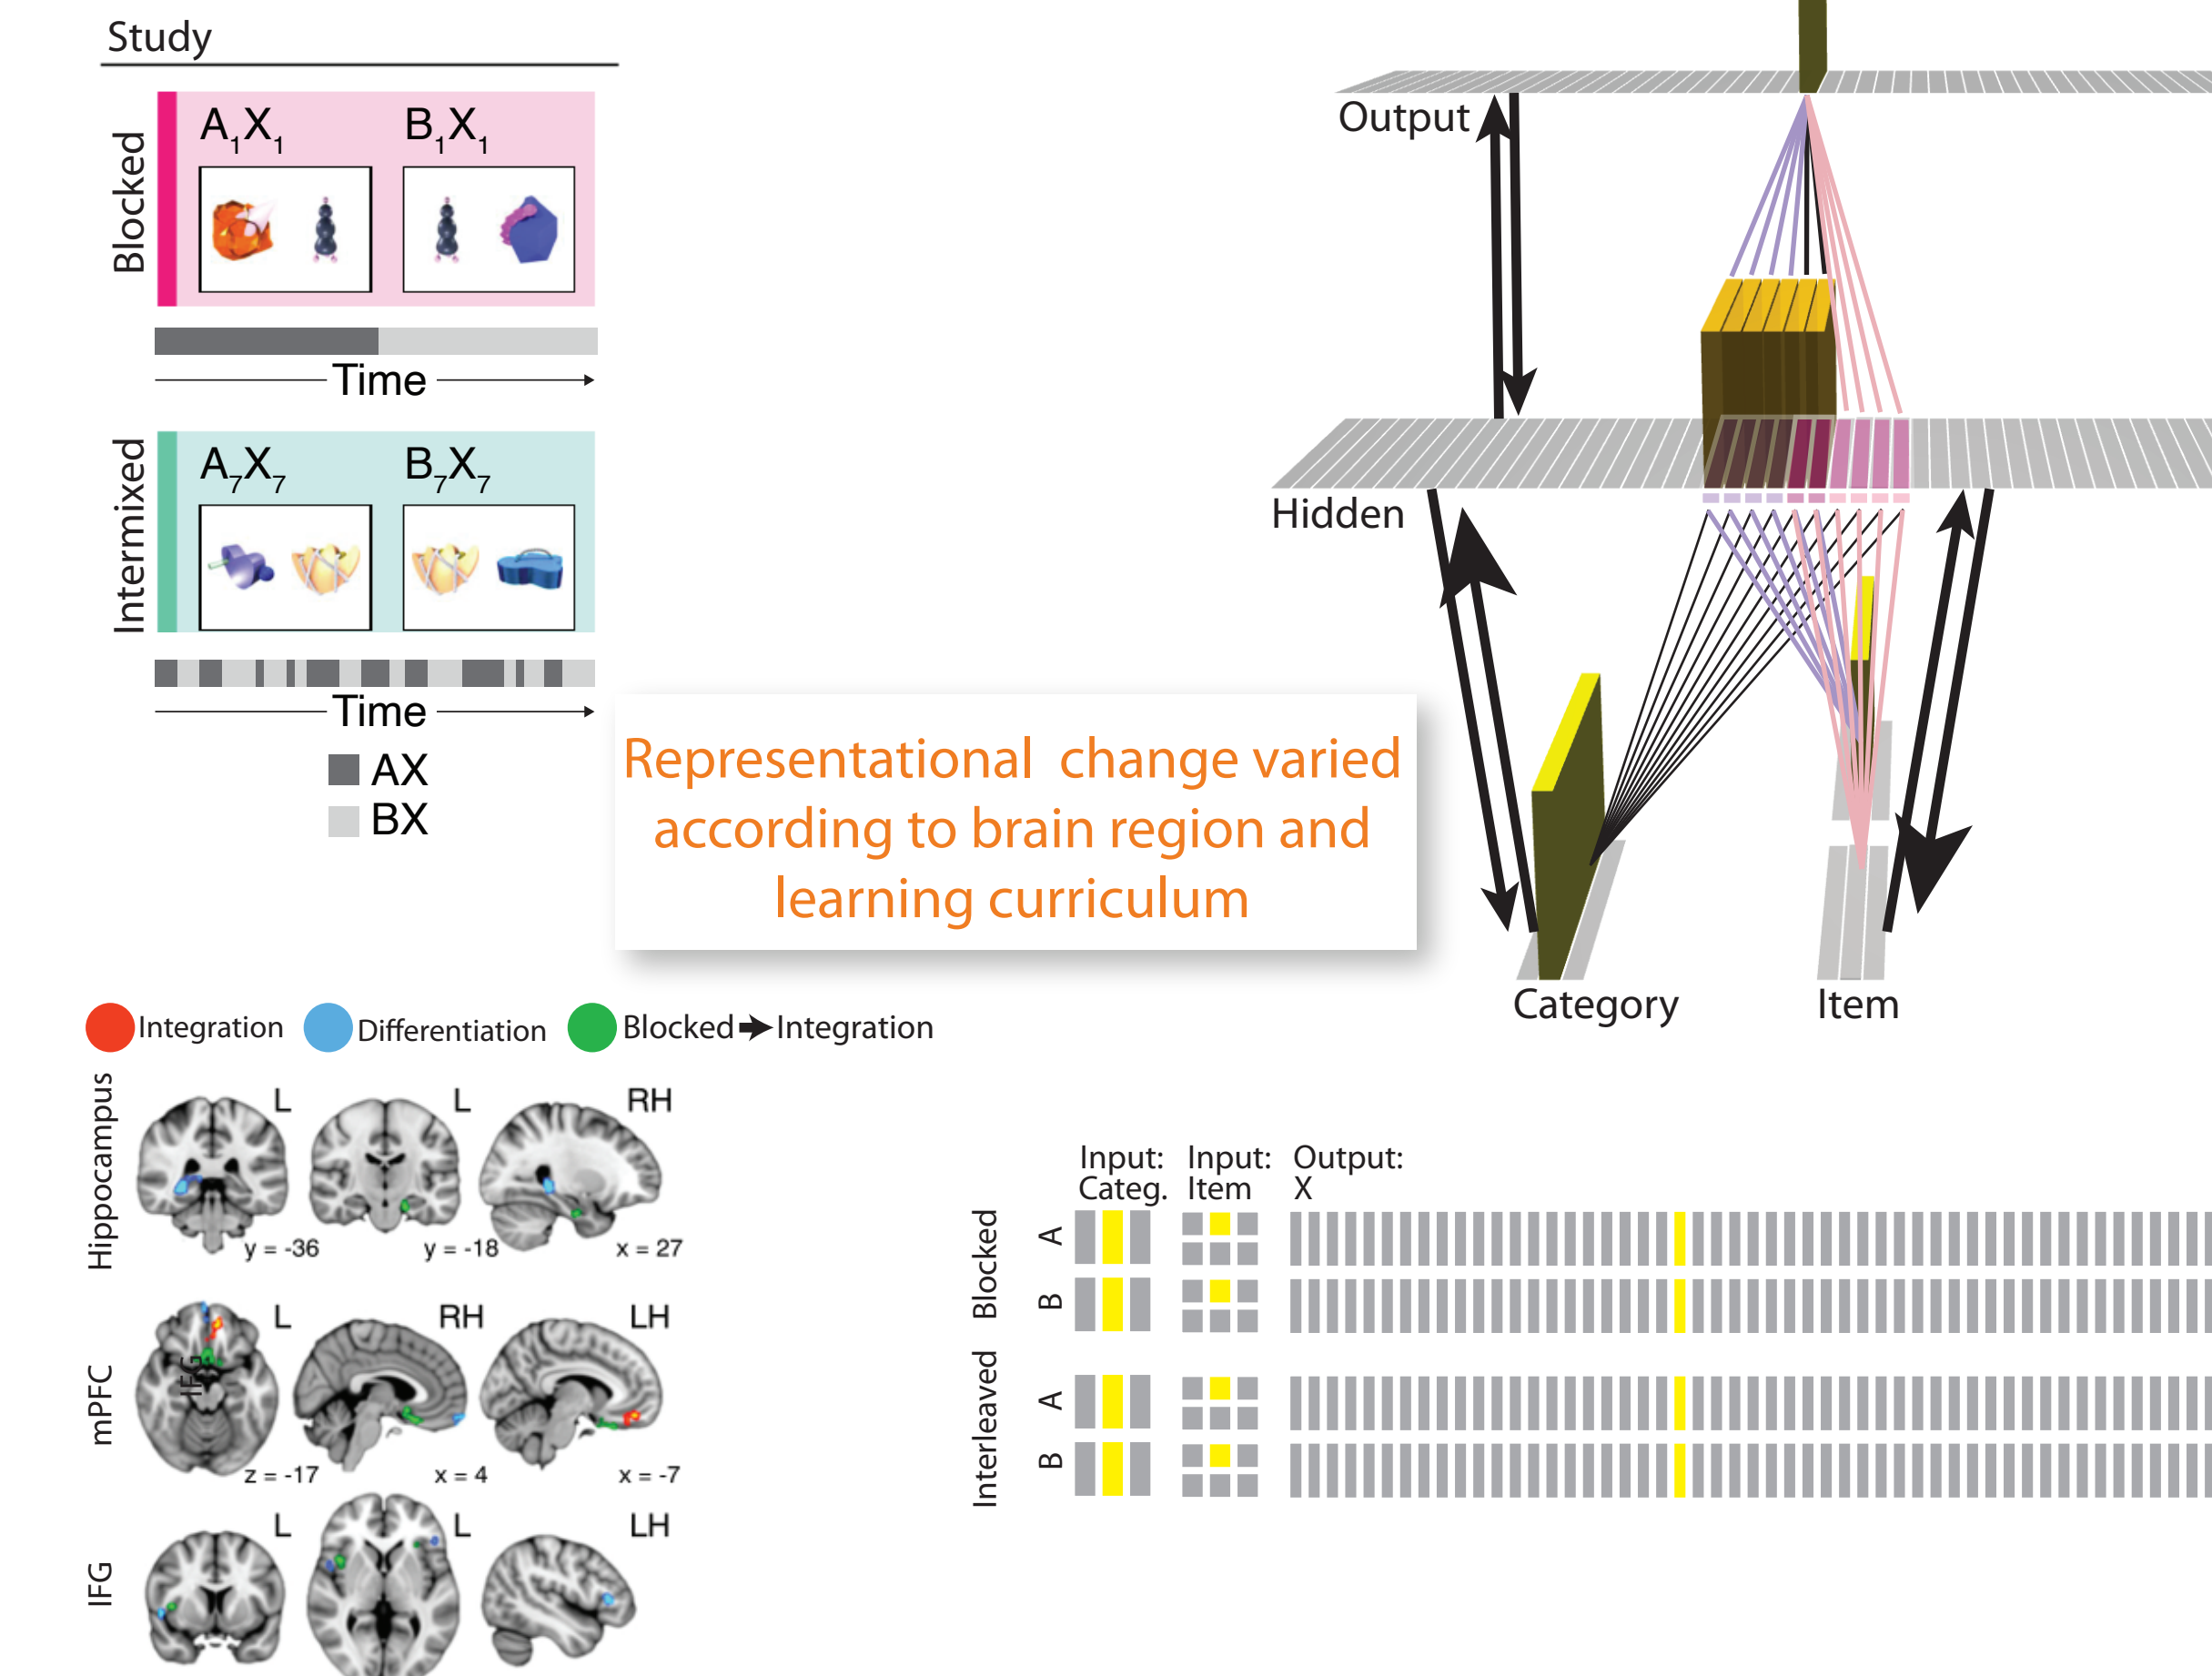 Study
Blocked
A1X1
B1X1
Time
Intermixed
A7X7
B7X7
Time
AX
BX
Representational change varied
according to brain region and
learning curriculum
Output
Hidden
Category
Item
Integration
Differentiation
Blocked → Integration
Hippocampus
L
L
RH
y = -36
y = -18
x = 27
mPFC
IFG
L
RH
LH
z = -17
x = 4
x = -7
IFG
L
L
LH
Input:
Categ.
Input:
Item
Output:
X
Blocked
A
B
Interleaved
A
B